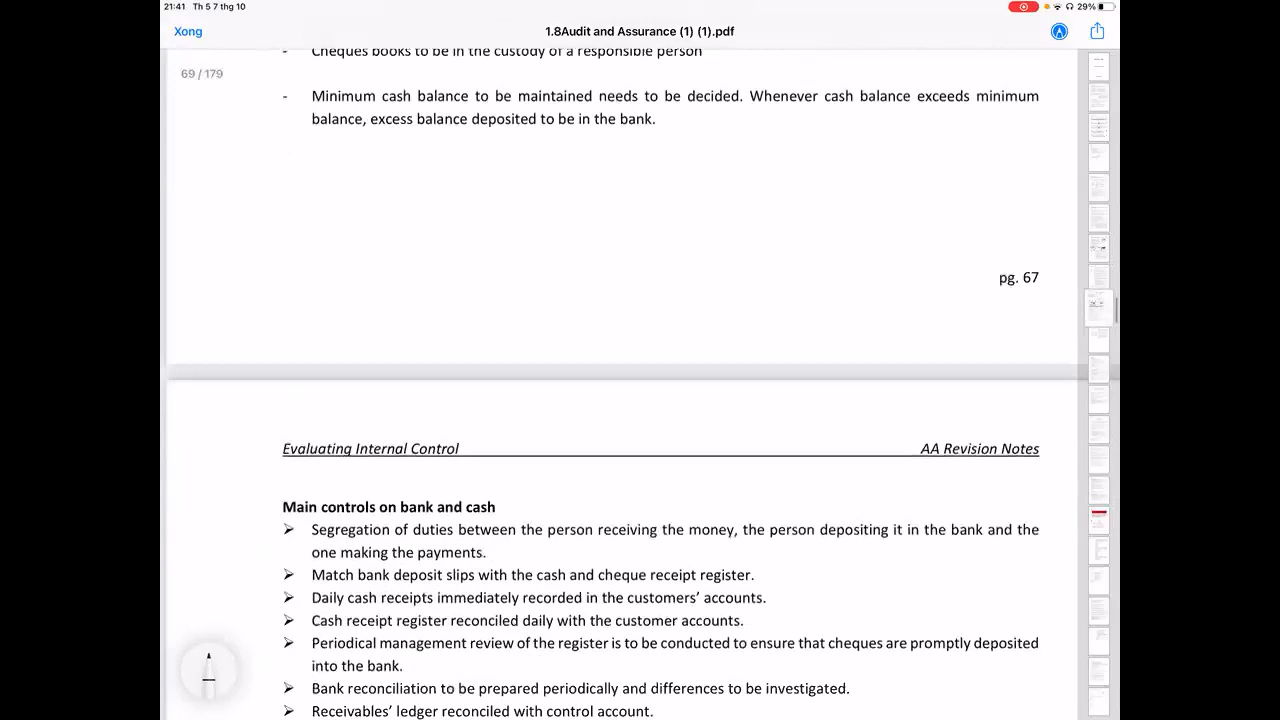 21:41 Th 5 7 thg 10
29%
Xong
1.8Audit and Assurance (1) (1).pdf
- Cheques books to be in the custody of a responsible person
69 / 179
- Minimum cash balance to be maintained needs to be decided. Whenever cash balance exceeds minimum
balance, excess balance deposited to be in the bank.
pg. 67
Evaluating Internal Control AA Revision Notes
Main controls on bank and cash
➢ Segregation of duties between the person receiving the money, the person depositing it in the bank and the
one making the payments.
➢ Match bank deposit slips with the cash and cheque receipt register.
➢ Daily cash receipts immediately recorded in the customers’ accounts.
➢ Cash receipt register reconciled daily with the customer accounts.
➢ Periodical management review of the register is to be conducted to ensure that cheques are promptly deposited
into the bank.
➢ Bank reconciliation to be prepared periodically and differences to be investigated.
➢ Receivables ledger reconciled with control account.